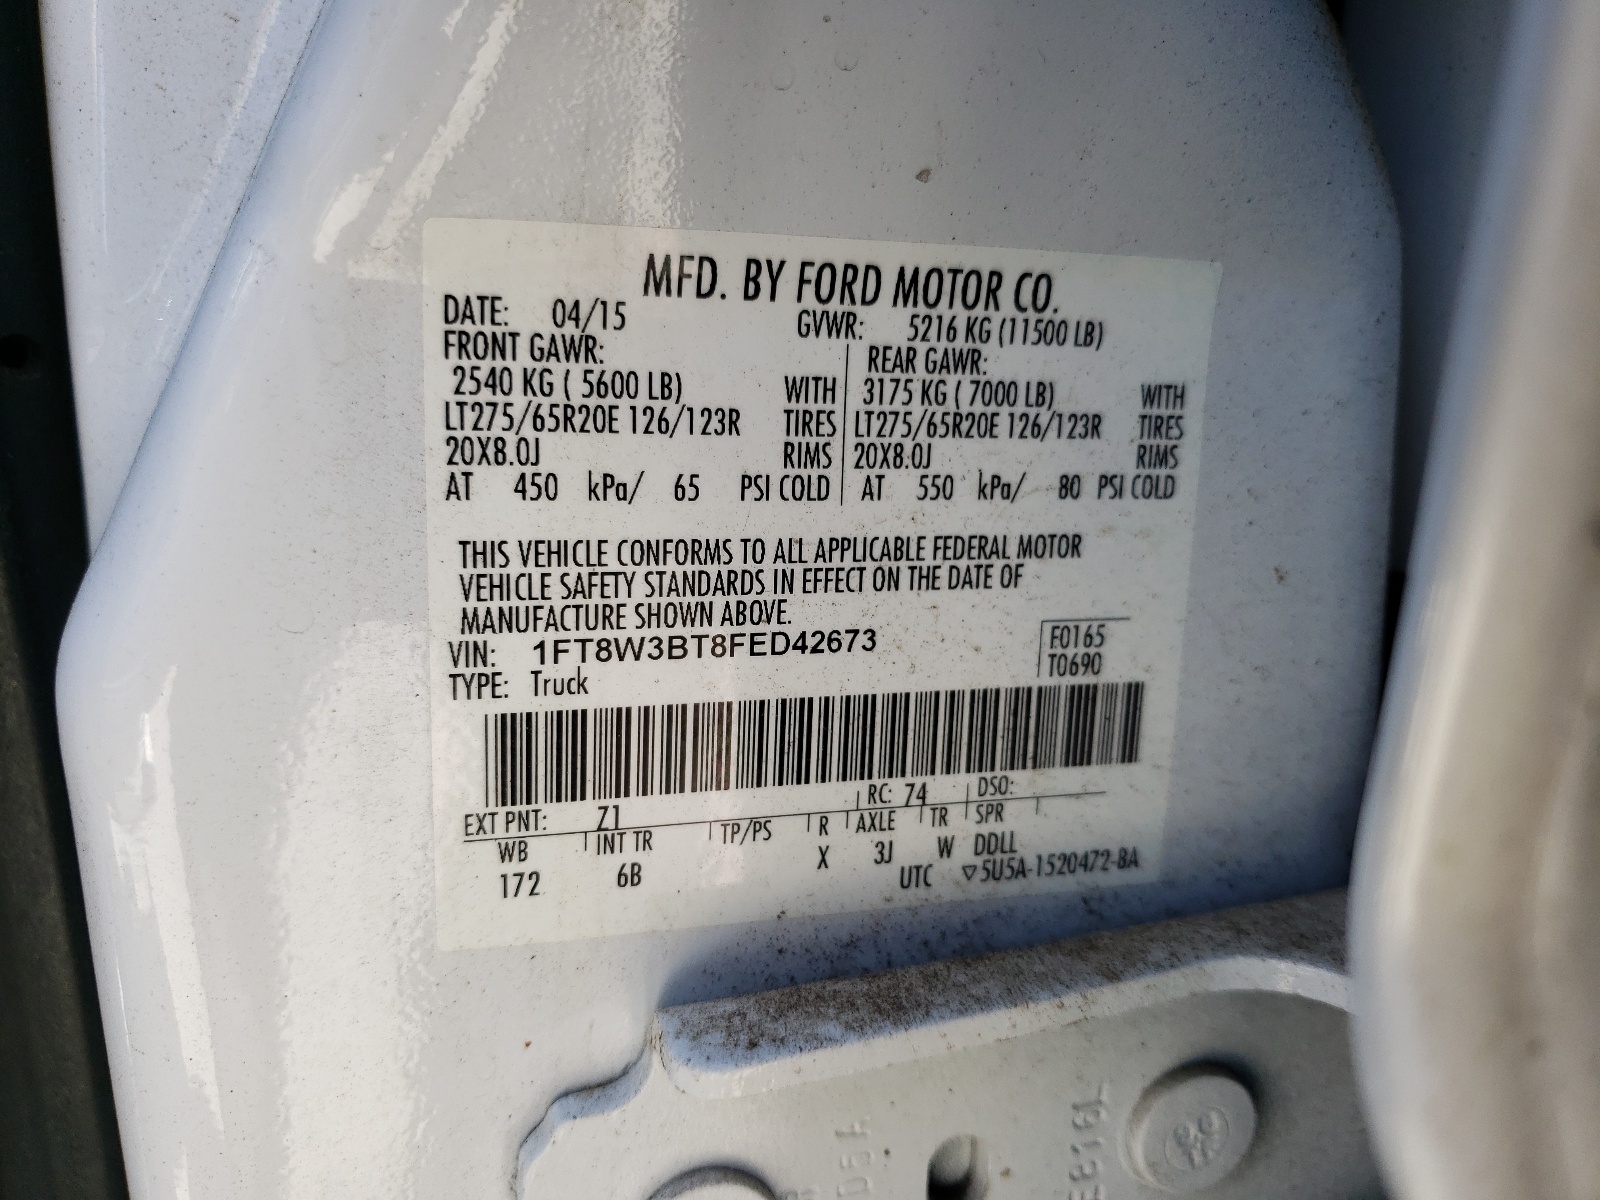 MFD. BY FORD MOTOR CO.
DATE: 04/15 GVWR: 5216 KG (11500 LB)
FRONT GAWR: REAR GAWR:
2540 KG ( 5600 LB) WITH 3175 KG ( 7000 LB) WITH
LT275/65R20E 126/123R TIRES LT275/65R20E 126/123R TIRES
20X8.0J RIMS 20X8.0J RIMS
AT 450 kPa/ 65 PSI COLD AT 550 kPa/ 80 PSI COLD
THIS VEHICLE CONFORMS TO ALL APPLICABLE FEDERAL MOTOR
VEHICLE SAFETY STANDARDS IN EFFECT ON THE DATE OF
MANUFACTURE SHOWN ABOVE.
VIN: 1FT8W3BT8FED42673 F0165
TYPE: Truck T0690
EXT PNT: Z1 RC: 74 DSO:
WB INT TR TP/PS R AXLE TR SPR
172 6B X 3J W DDLL
UTC ▽5U5A-1520472-BA